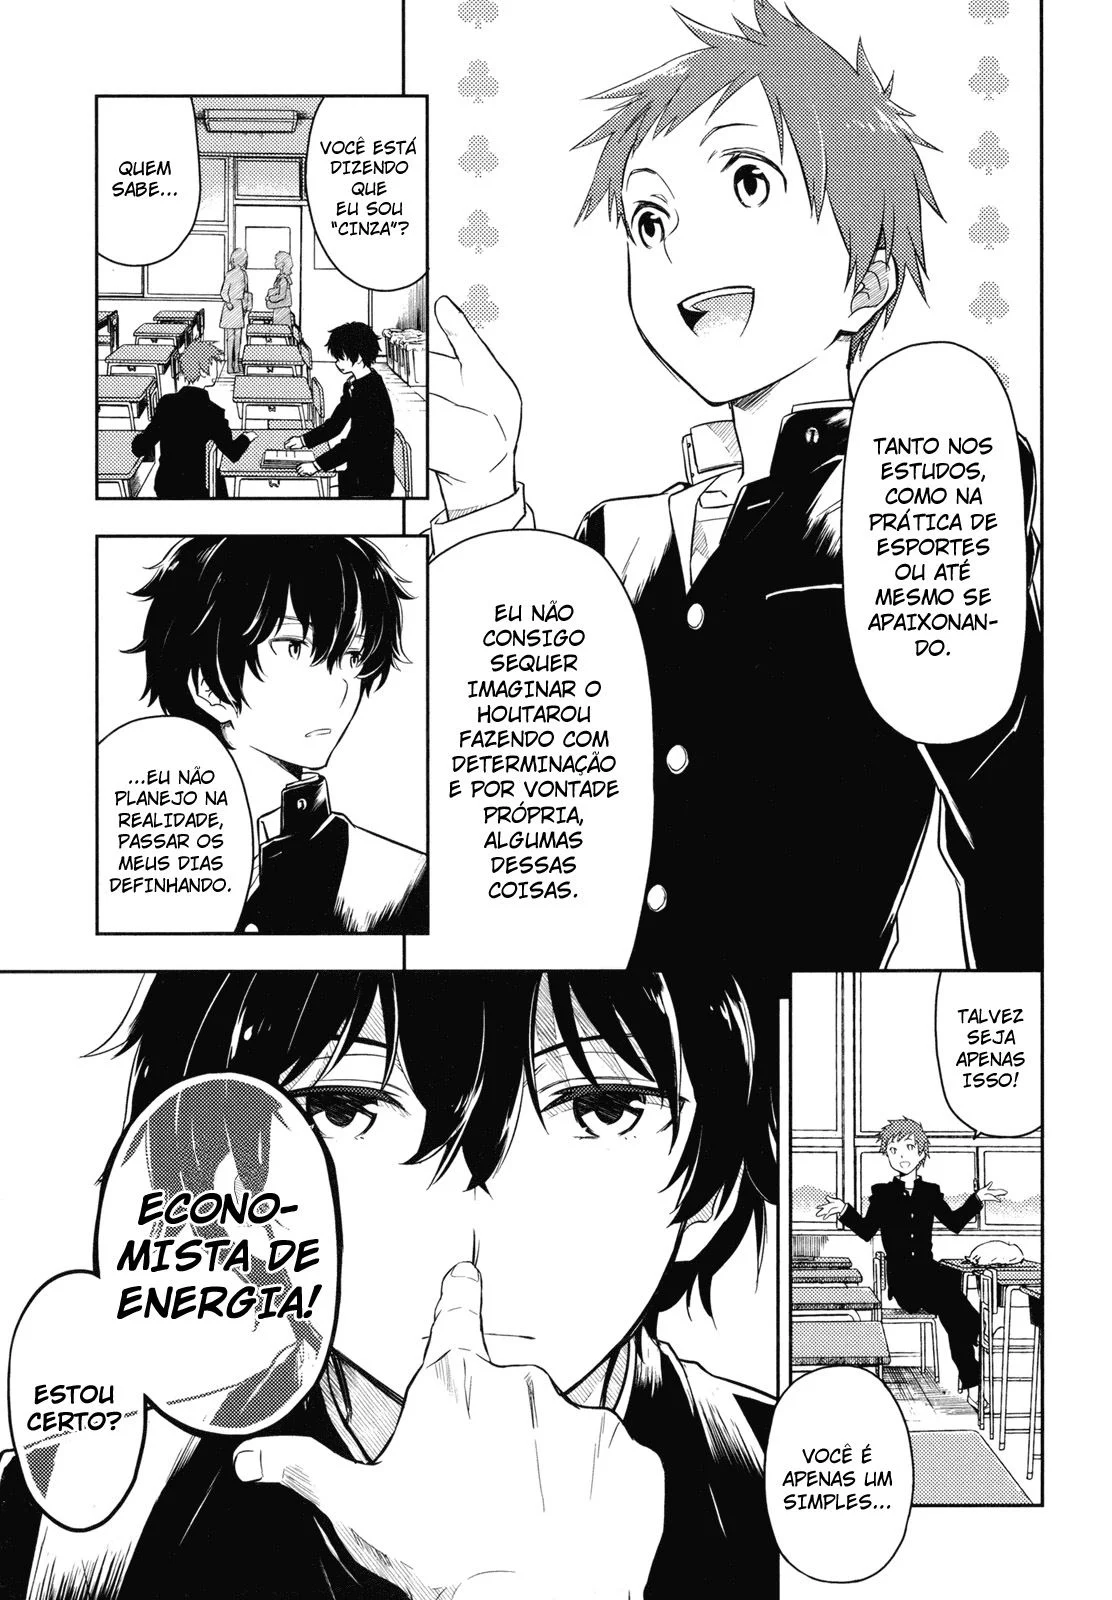 TANTO NOS
ESTUDOS,
COMO NA
PRÁTICA DE
ESPORTES
OU ATÉ
MESMO SE
APAIXONAN-
DO.
EU NÃO
CONSIGO
SEQUER
IMAGINAR O
HOUTAROU
FAZENDO COM
DETERMINAÇÃO
E POR VONTADE
PRÓPRIA,
ALGUMAS
DESSAS
COISAS.
VOCÊ ESTÁ
DIZENDO
QUE
EU SOU
"CINZA"?
QUEM
SABE...
...EU NÃO
PLANEJO NA
REALIDADE,
PASSAR OS
MEUS DIAS
DEFINHANDO.
TALVEZ
SEJA
APENAS
ISSO!
VOCÊ É
APENAS UM
SIMPLES...
ECONO-
MISTA DE
ENERGIA!
ESTOU
CERTO?